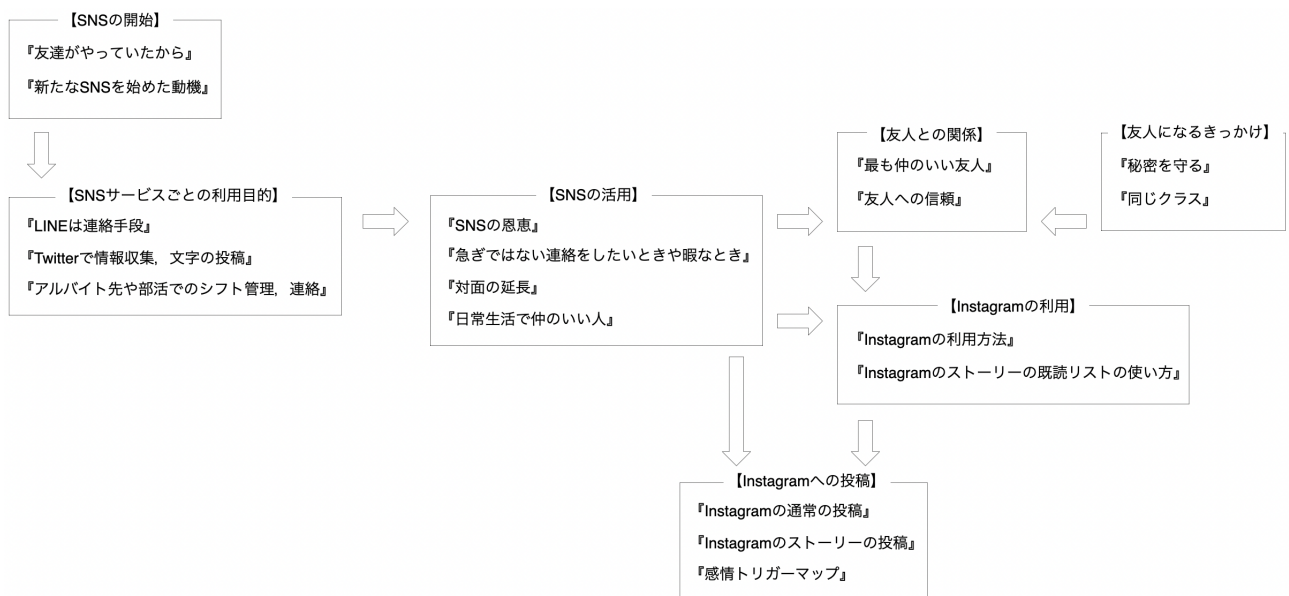 【SNSの開始】
『友達がやっていたから』
『新たなSNSを始めた動機』
【SNSサービスごとの利用目的】
『LINEは連絡手段』
『Twitterで情報収集，文字の投稿』
『アルバイト先や部活でのシフト管理，連絡』
【SNSの活用】
『SNSの恩恵』
『急ぎではない連絡をしたいときや暇なとき』
『対面の延長』
『日常生活で仲のいい人』
【友人との関係】
『最も仲のいい友人』
『友人への信頼』
【友人になるきっかけ】
『秘密を守る』
『同じクラス』
【Instagramの利用】
『Instagramの利用方法』
『Instagramのストーリーの既読リストの使い方』
【Instagramへの投稿】
『Instagramの通常の投稿』
『Instagramのストーリーの投稿』
『感情トリガーマップ』